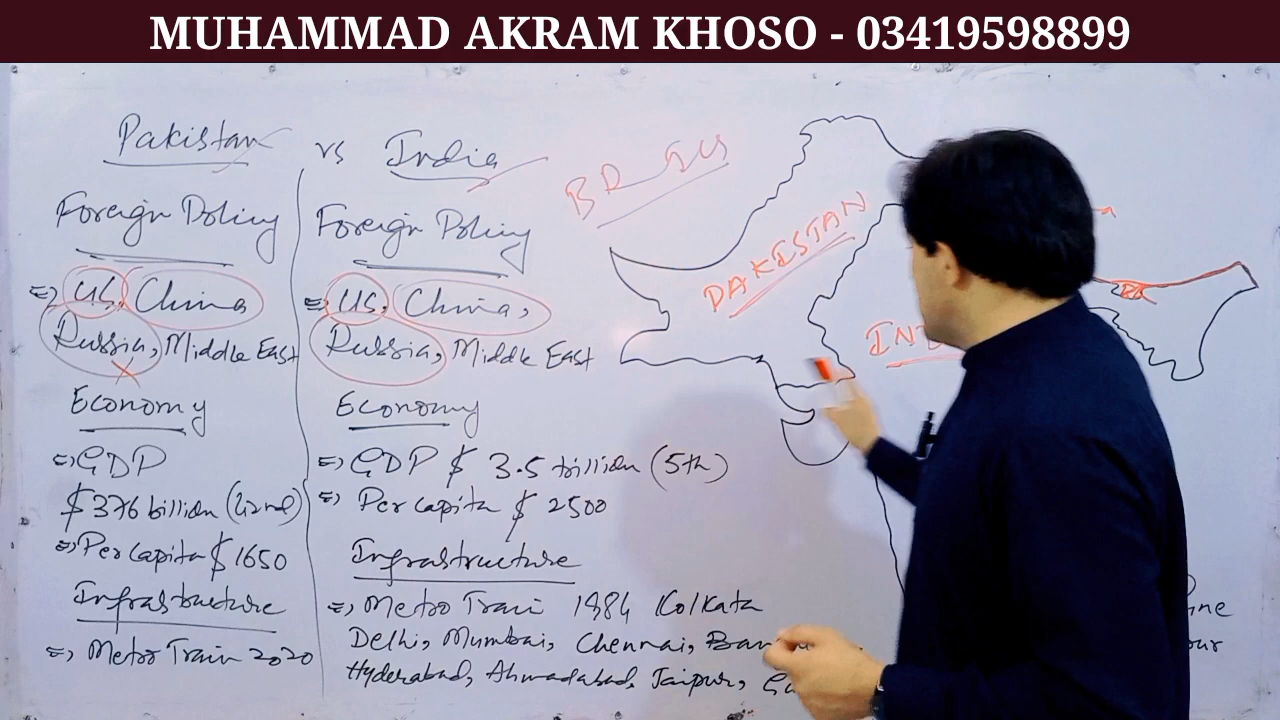 MUHAMMAD AKRAM KHOSO - 03419598899
Pakistan vs India
Foreign Policy
⇒ US, China
Russia, Middle East
Economy
⇒ GDP
$376 billion (42nd)
⇒ Per Capita $1650
Infrastructure
⇒ Metro Train 2020
Foreign Policy
⇒ US, China,
Russia, Middle East
Economy
⇒ GDP $ 3.5 trillion (5th)
⇒ Per Capita $ 2500
Infrastructure
⇒ Metro Train 1984 Kolkata
Delhi, Mumbai, Chennai,
Hyderabad, Ahmadabad, Jaipur,
PAKISTAN